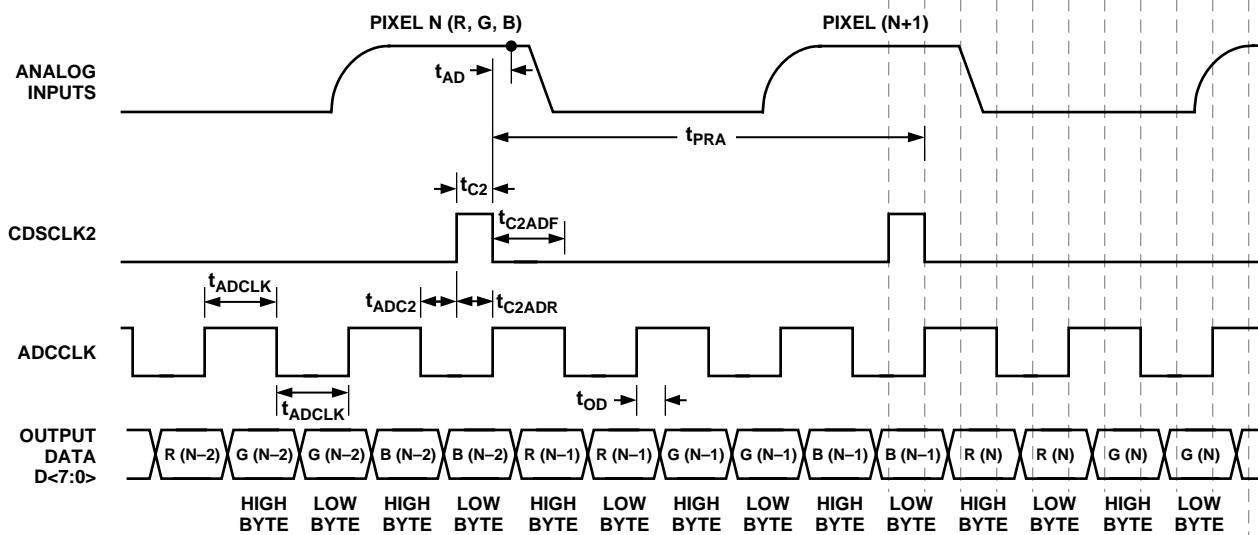 PIXEL N (R, G, B)
PIXEL (N+1)
ANALOG
INPUTS
tAD
tPRA
tC2
tC2ADF
CDSCLK2
tADCLK
tADC2
tC2ADR
ADCCLK
tADCLK
tOD
OUTPUT
DATA
D<7:0>
R (N–2) G (N–2) G (N–2) B (N–2) B (N–2) R (N–1) R (N–1) G (N–1) G (N–1) B (N–1) B (N–1) R (N) R (N) G (N) G (N)
HIGH LOW HIGH LOW HIGH LOW HIGH LOW HIGH LOW HIGH LOW HIGH LOW
BYTE BYTE BYTE BYTE BYTE BYTE BYTE BYTE BYTE BYTE BYTE BYTE BYTE BYTE